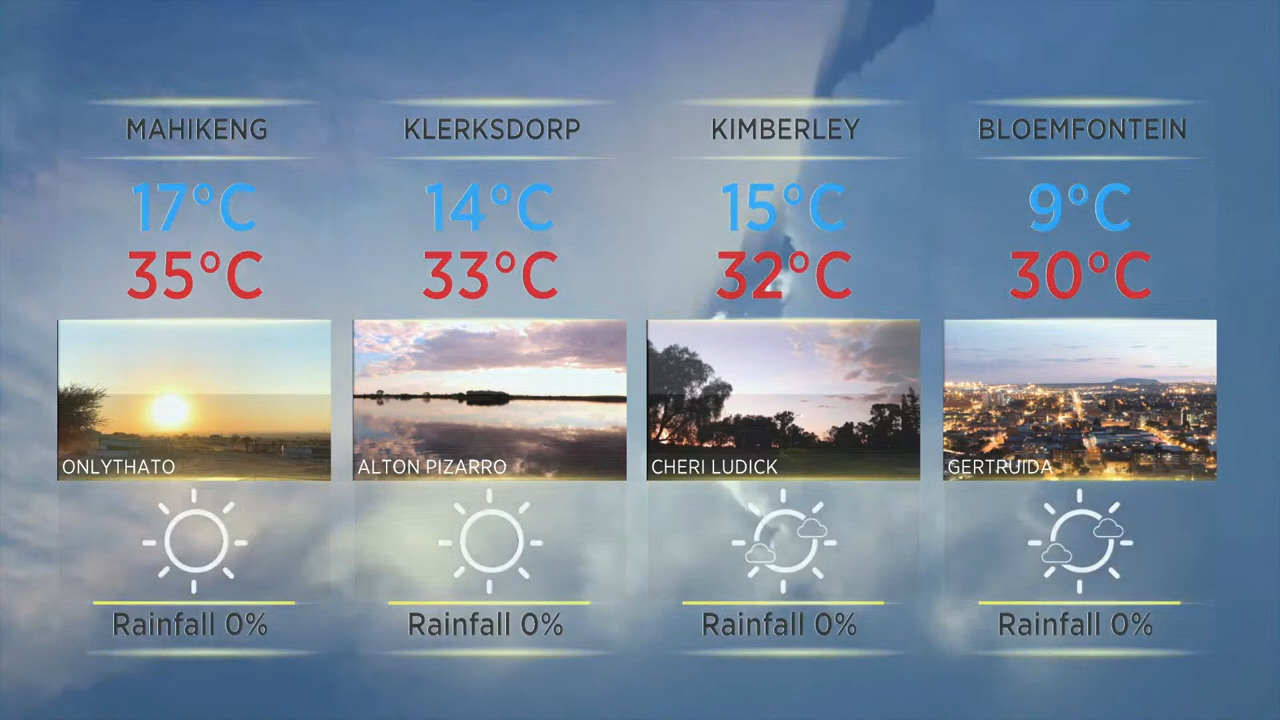 MAHIKENG
17°C
35°C
ONLYTHATO
Rainfall 0%
KLERKSDORP
14°C
33°C
ALTON PIZARRO
Rainfall 0%
KIMBERLEY
15°C
32°C
CHERI LUDICK
Rainfall 0%
BLOEMFONTEIN
9°C
30°C
GERTRUIDA
Rainfall 0%